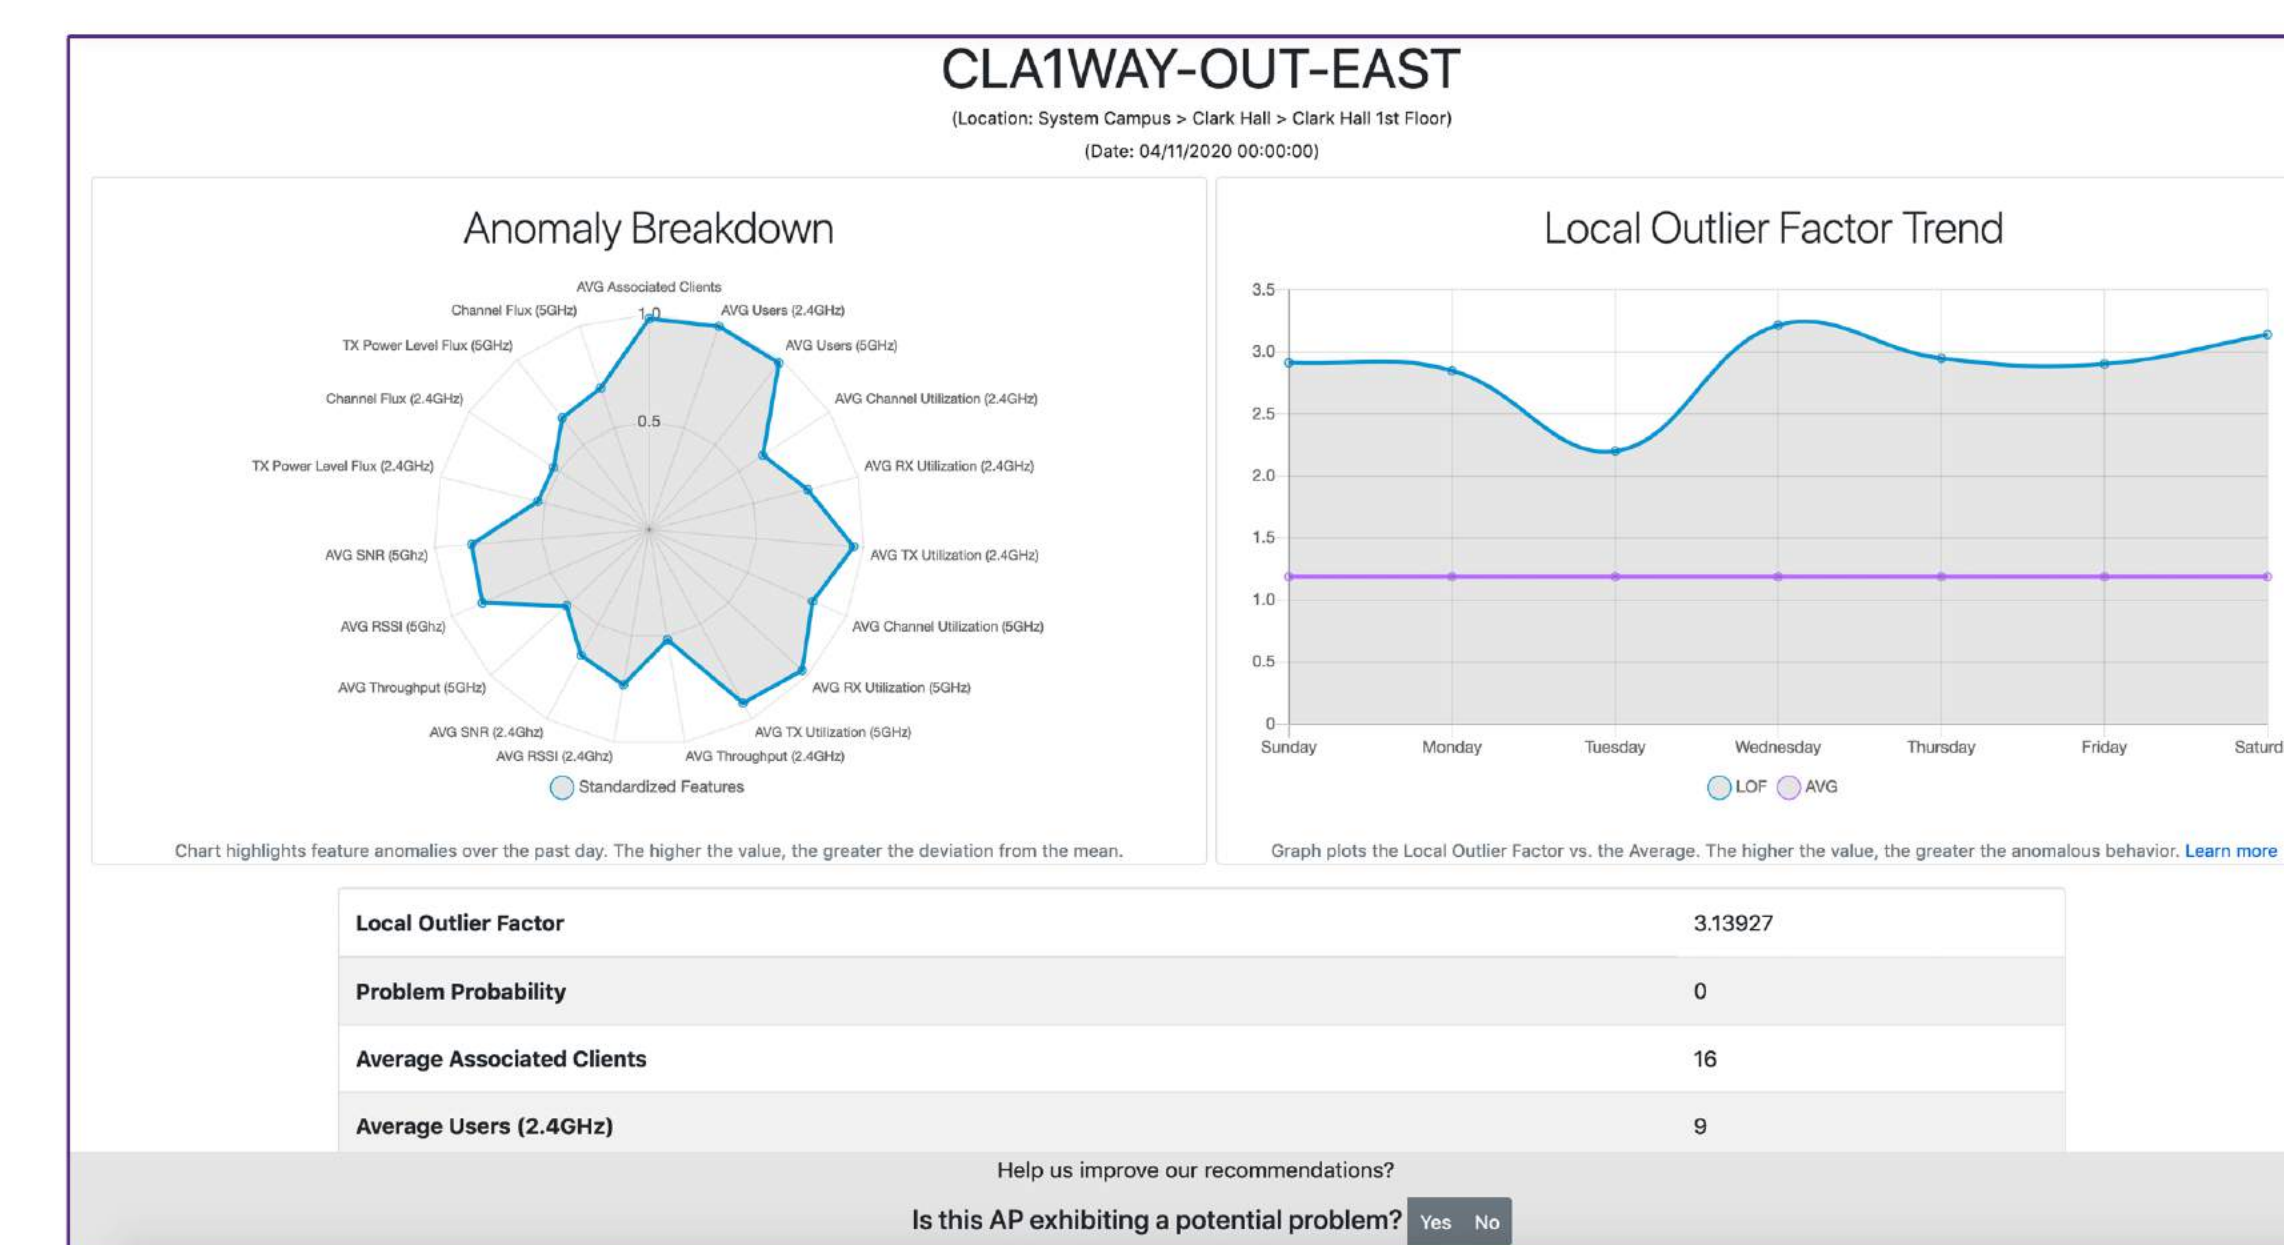 CLA1WAY-OUT-EAST
(Location: System Campus > Clark Hall > Clark Hall 1st Floor)
(Date: 04/11/2020 00:00:00)
Anomaly Breakdown
AVG Associated Clients
Channel Flux (5GHz)
1.0
AVG Users (2.4GHz)
TX Power Level Flux (5GHz)
AVG Users (5GHz)
Channel Flux (2.4GHz)
AVG Channel Utilization (2.4GHz)
0.5
TX Power Level Flux (2.4GHz)
AVG RX Utilization (2.4GHz)
AVG SNR (5Ghz)
AVG TX Utilization (2.4GHz)
AVG RSSI (5Ghz)
AVG Channel Utilization (5GHz)
AVG Throughput (5GHz)
AVG RX Utilization (5GHz)
AVG SNR (2.4Ghz)
AVG TX Utilization (5GHz)
AVG RSSI (2.4Ghz)
AVG Throughput (2.4GHz)
Standardized Features
Chart highlights feature anomalies over the past day. The higher the value, the greater the deviation from the mean.
Local Outlier Factor Trend
3.5
3.0
2.5
2.0
1.5
1.0
0.5
0
Sunday Monday Tuesday Wednesday Thursday Friday Saturd
LOF AVG
Graph plots the Local Outlier Factor vs. the Average. The higher the value, the greater the anomalous behavior. Learn more
Local Outlier Factor 3.13927
Problem Probability 0
Average Associated Clients 16
Average Users (2.4GHz) 9
Help us improve our recommendations?
Is this AP exhibiting a potential problem? Yes No